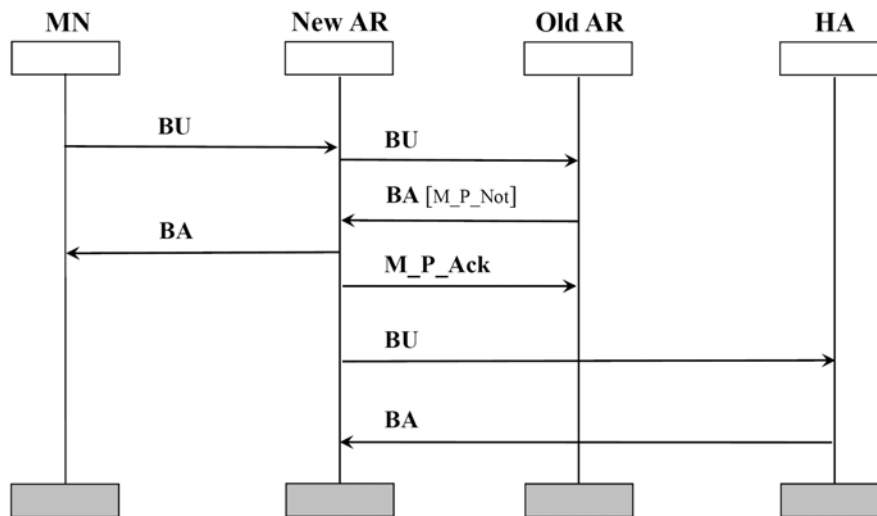 MN New AR Old AR HA
BU
BU
BA [M_P_Not]
BA
M_P_Ack
BU
BA